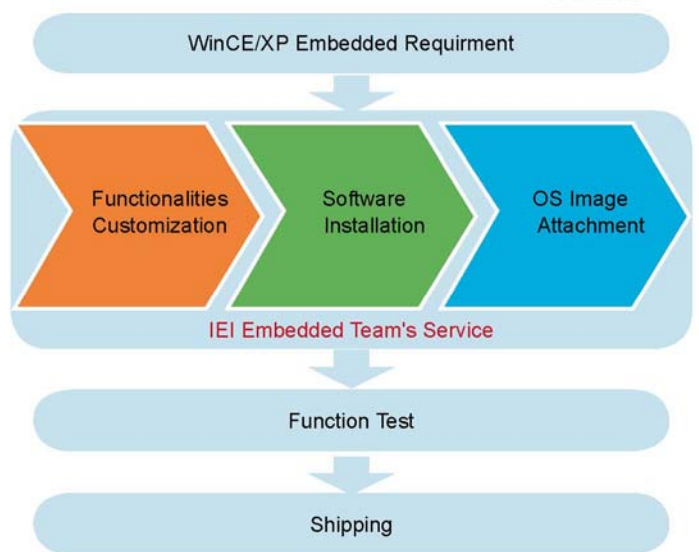 WinCE/XP Embedded Requirment
Functionalities
Customization
Software
Installation
OS Image
Attachment
IEI Embedded Team's Service
Function Test
Shipping